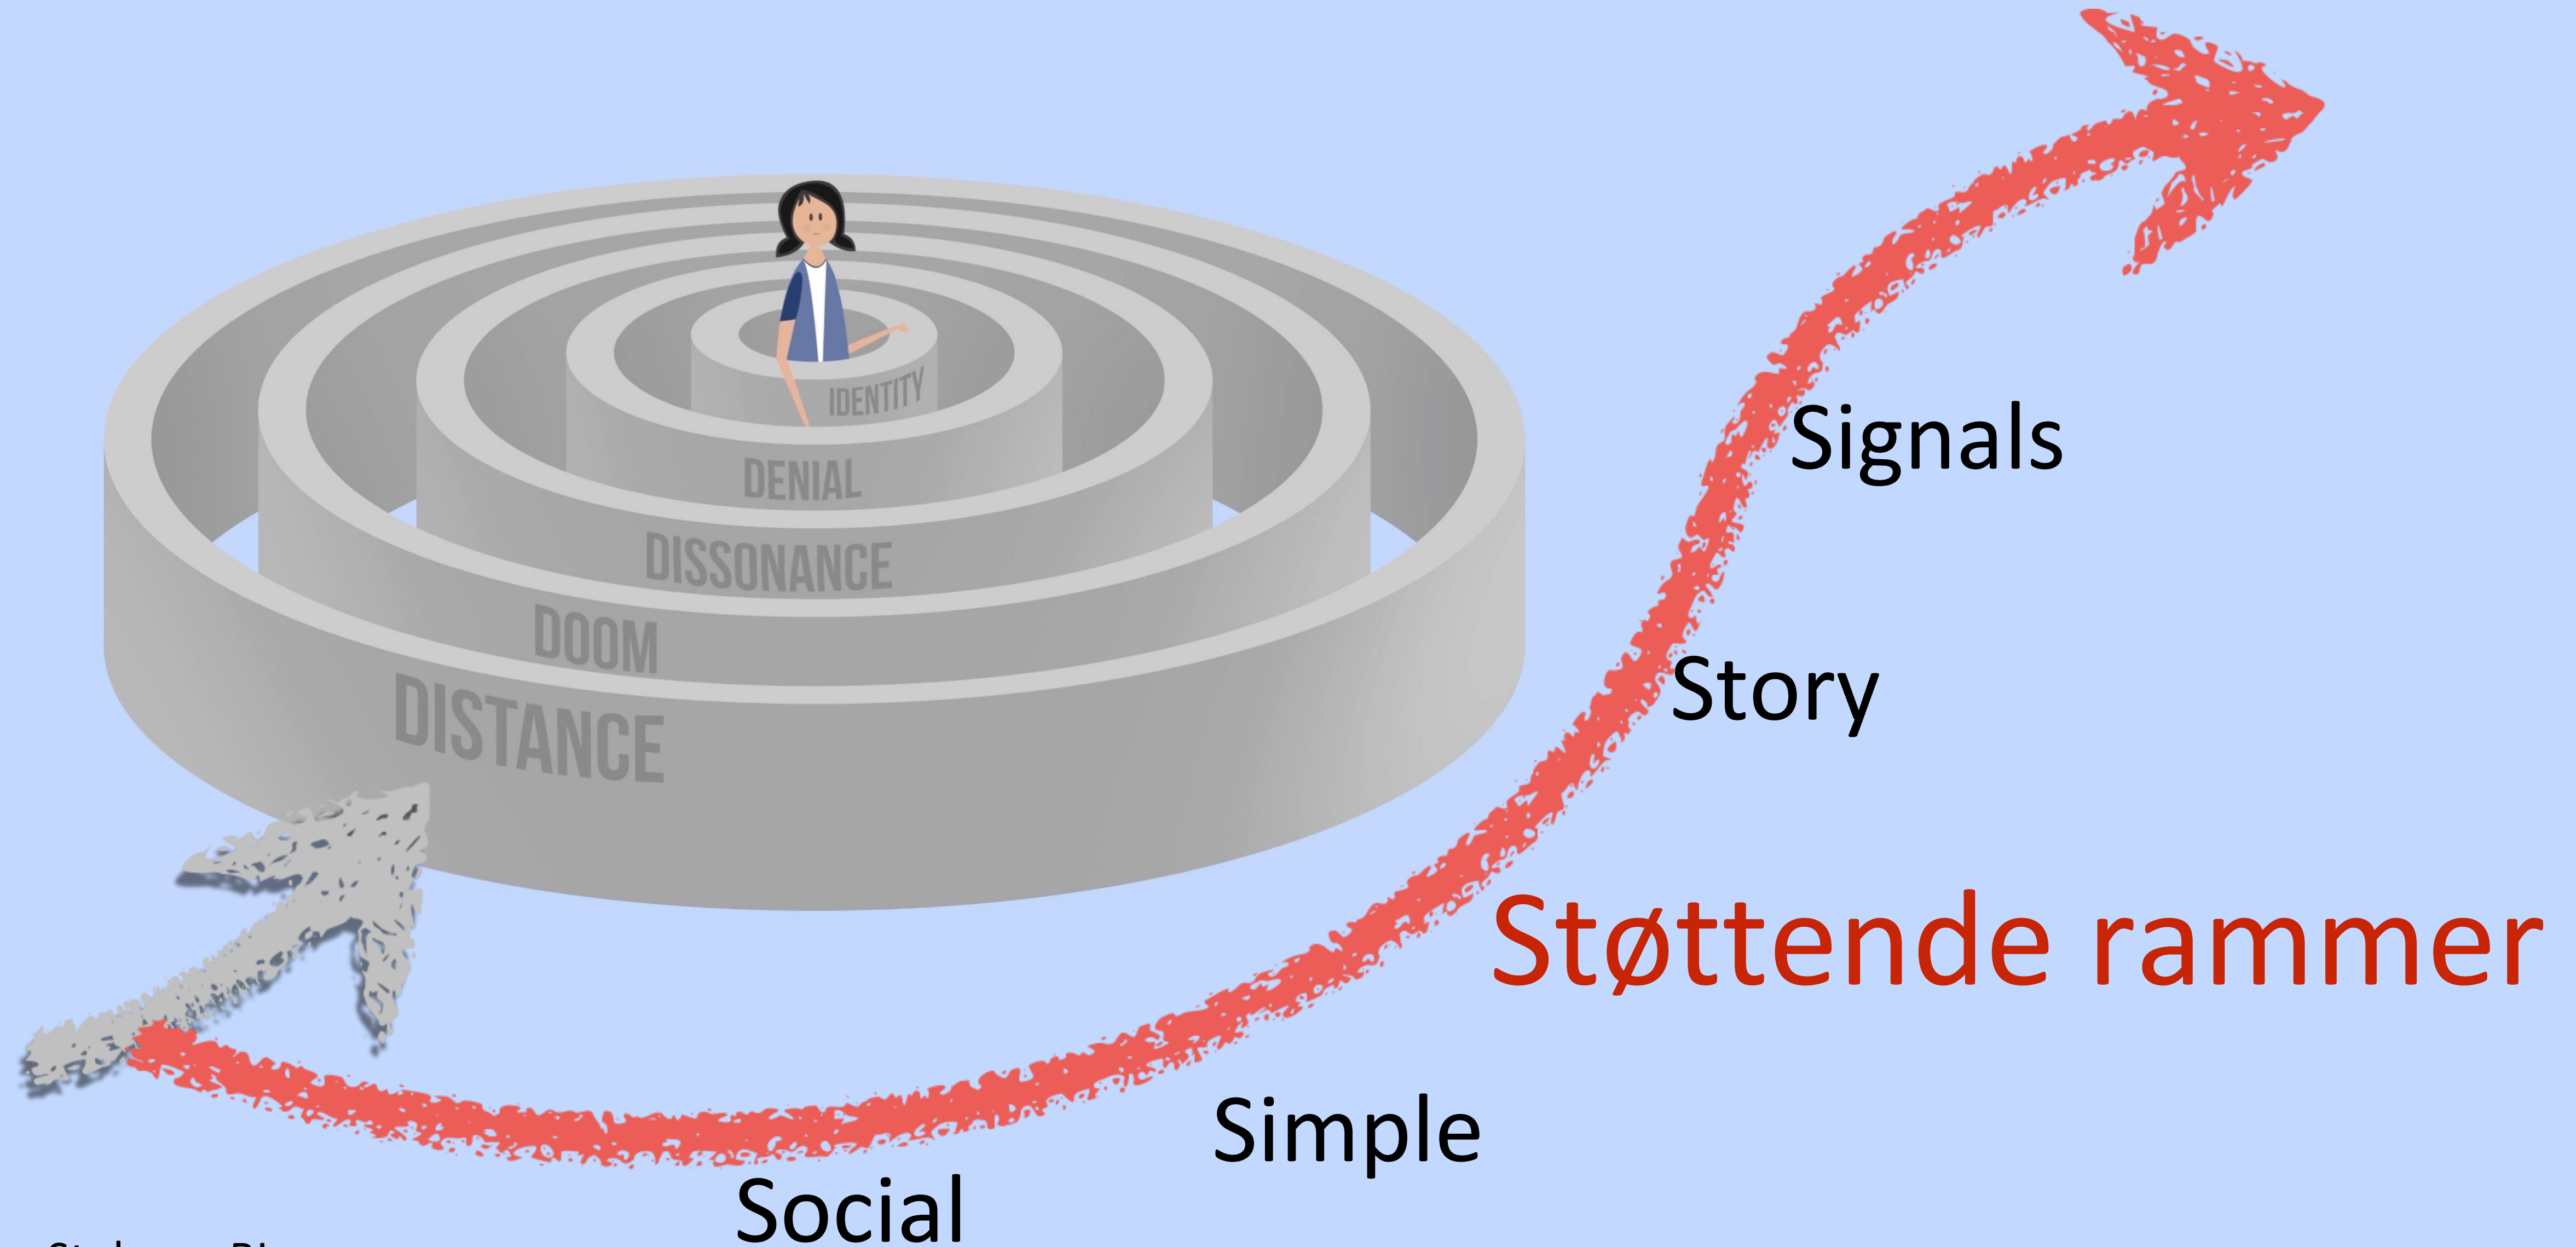 IDENTITY
DENIAL
DISSONANCE
DOOM
DISTANCE
Signals
Story
Støttende rammer
Simple
Social